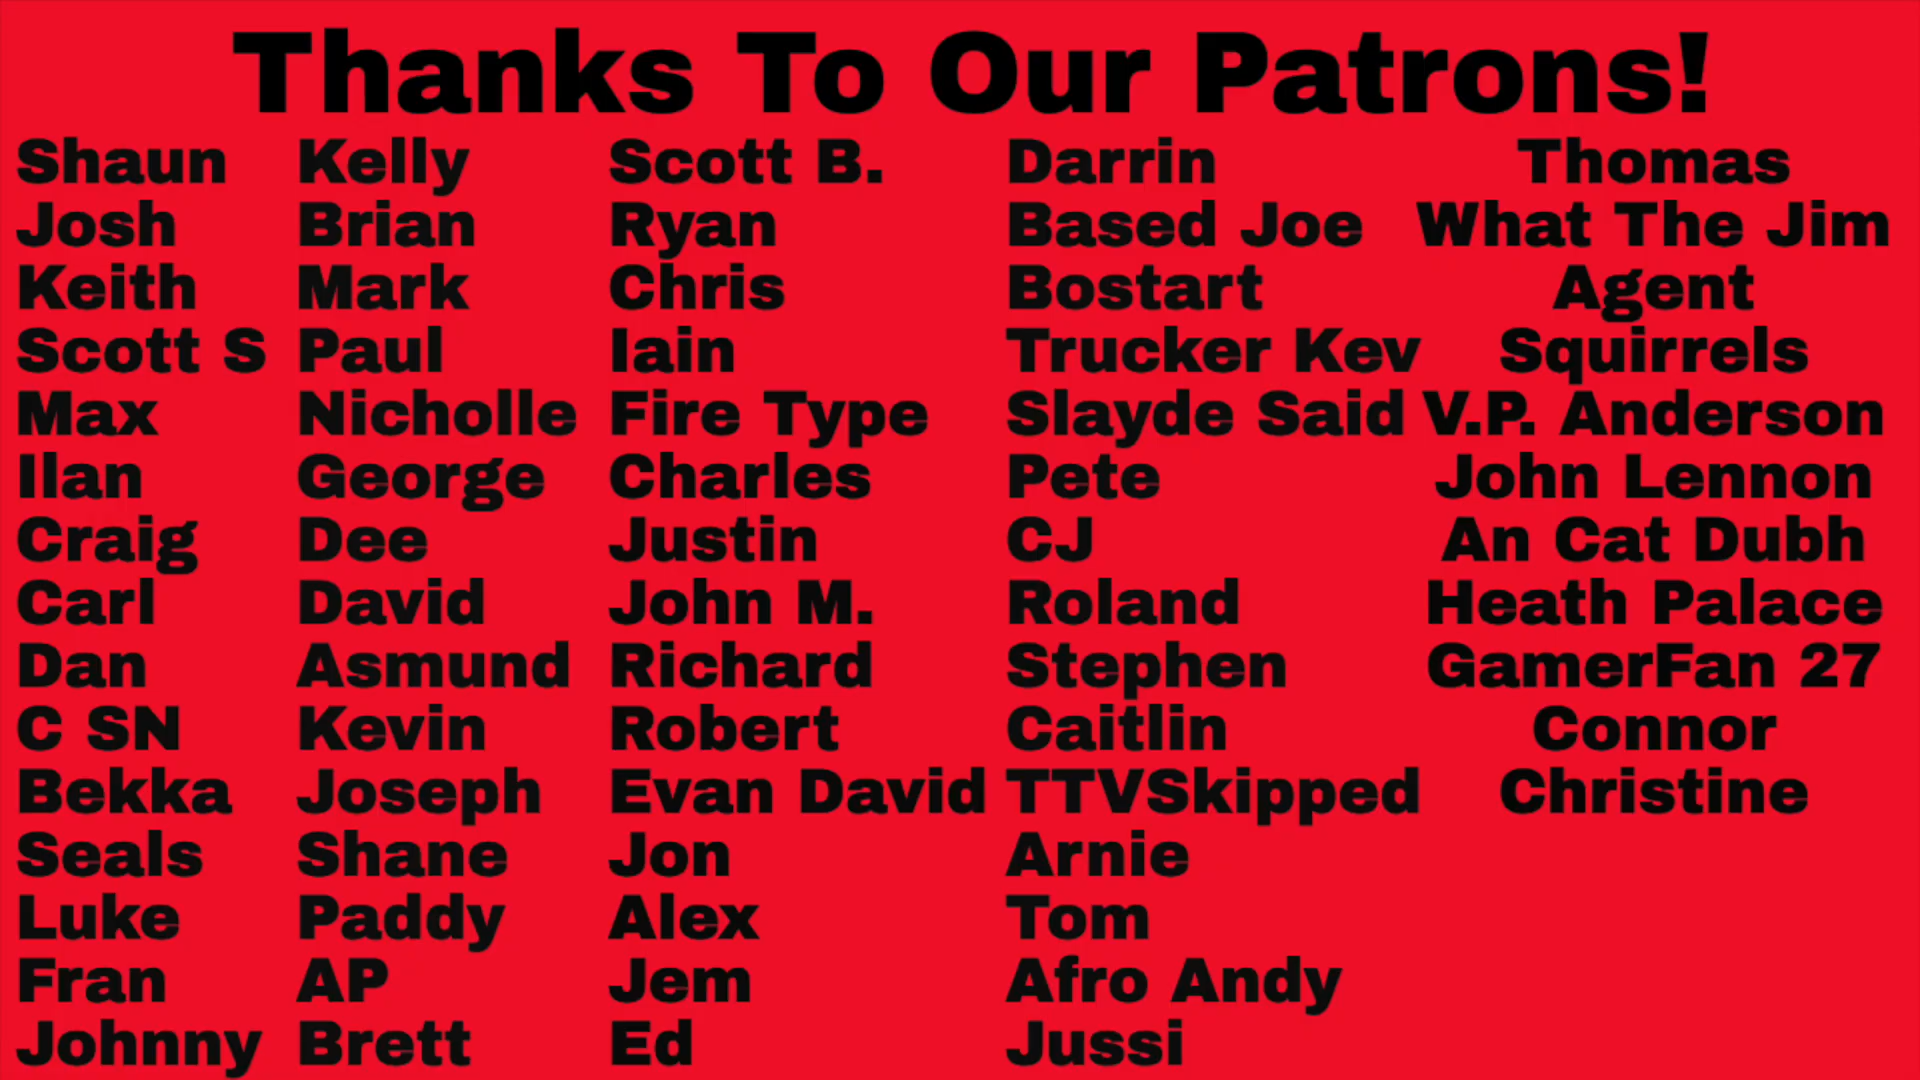 Thanks To Our Patrons!
Shaun
Josh
Keith
Scott S
Max
Ilan
Craig
Carl
Dan
C SN
Bekka
Seals
Luke
Fran
Johnny
Kelly
Brian
Mark
Paul
Nicholle
George
Dee
David
Asmund
Kevin
Joseph
Shane
Paddy
AP
Brett
Scott B.
Ryan
Chris
Iain
Fire Type
Charles
Justin
John M.
Richard
Robert
Evan David
Jon
Alex
Jem
Ed
Darrin
Based Joe
Bostart
Trucker Kev
Slayde Said
Pete
CJ
Roland
Stephen
Caitlin
TTVSkipped
Arnie
Tom
Afro Andy
Jussi
Thomas
What The Jim
Agent
Squirrels
V.P. Anderson
John Lennon
An Cat Dubh
Heath Palace
GamerFan 27
Connor
Christine